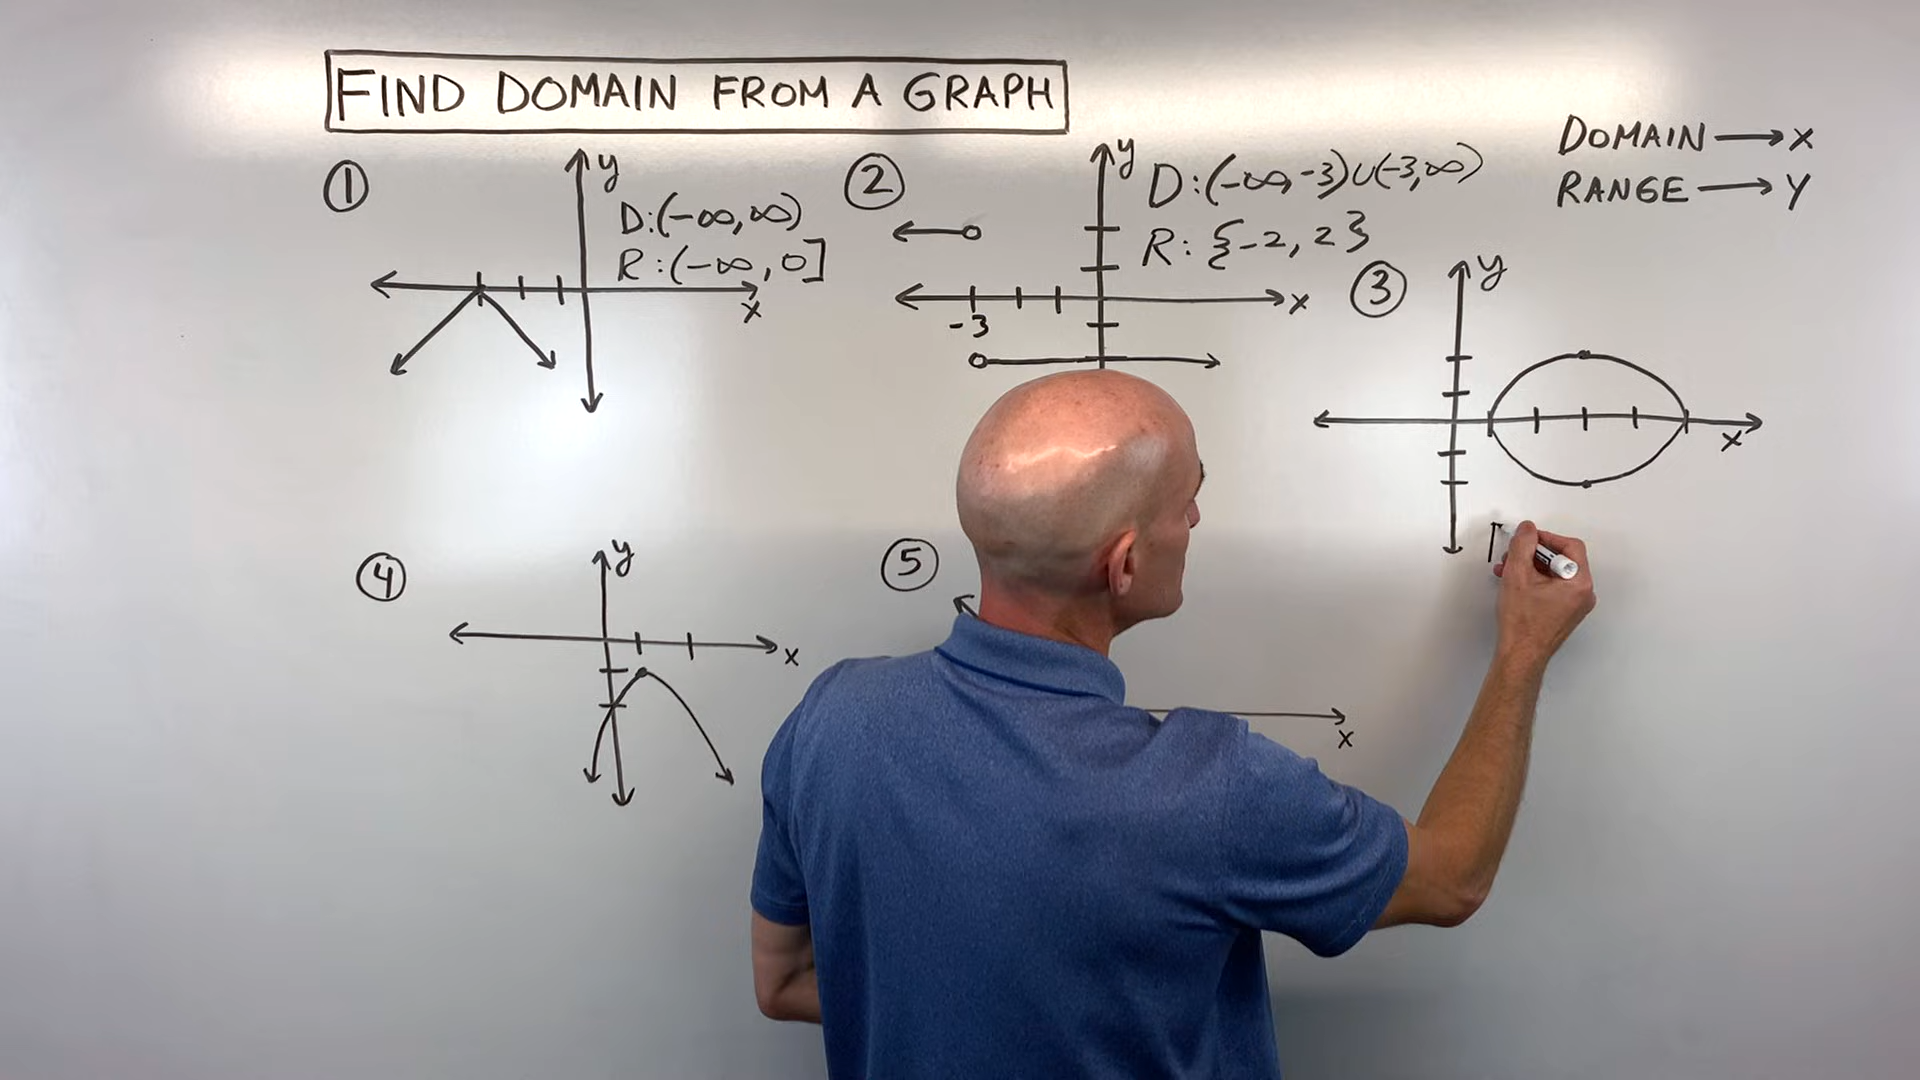 FIND DOMAIN FROM A GRAPH
DOMAIN → X
RANGE → Y
①
y
D:(-∞,∞)
R:(-∞,0]
x
②
y
D:(-∞,-3)∪(-3,∞)
R:{-2,2}
x
-3
③
y
x
④
y
x
⑤
x